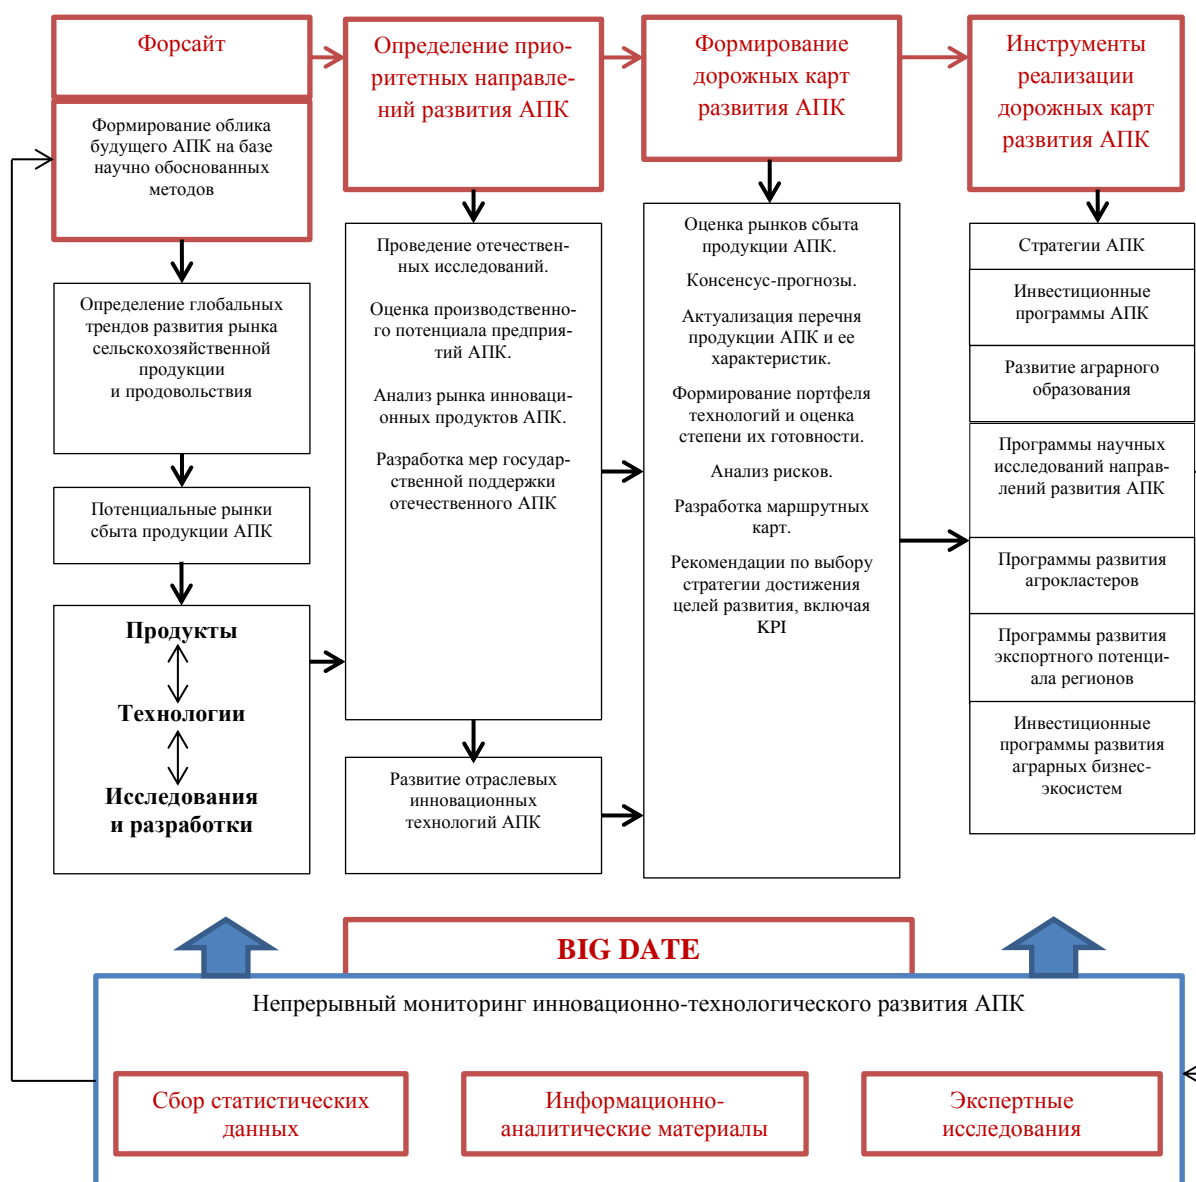 Форсайт
Формирование облика
будущего АПК на базе
научно обоснованных
методов
Определение глобальных
трендов развития рынка
сельскохозяйственной
продукции
и продовольствия
Потенциальные рынки
сбыта продукции АПК
Продукты
Технологии
Исследования
и разработки
Определение прио-
ритетных направле-
ний развития АПК
Проведение отечествен-
ных исследований.
Оценка производственно-
го потенциала предприя-
тий АПК.
Анализ рынка инноваци-
онных продуктов АПК.
Разработка мер государ-
ственной поддержки
отечественного АПК
Развитие отраслевых
инновационных
технологий АПК
Формирование
дорожных карт
развития АПК
Оценка рынков сбыта
продукции АПК.
Консенсус-прогнозы.
Актуализация перечня
продукции АПК и ее
характеристик.
Формирование портфеля
технологий и оценка
степени их готовности.
Анализ рисков.
Разработка маршрутных
карт.
Рекомендации по выбору
стратегии достижения
целей развития, включая
KPI
Инструменты
реализации
дорожных карт
развития АПК
Стратегии АПК
Инвестиционные
программы АПК
Развитие аграрного
образования
Программы научных
исследований направ-
лений развития АПК
Программы развития
агрокластеров
Программы развития
экспортного потенци-
ала регионов
Инвестиционные
программы развития
аграрных бизнес-
экосистем
BIG DATE
Непрерывный мониторинг инновационно-технологического развития АПК
Сбор статистических
данных
Информационно-
аналитические материалы
Экспертные
исследования